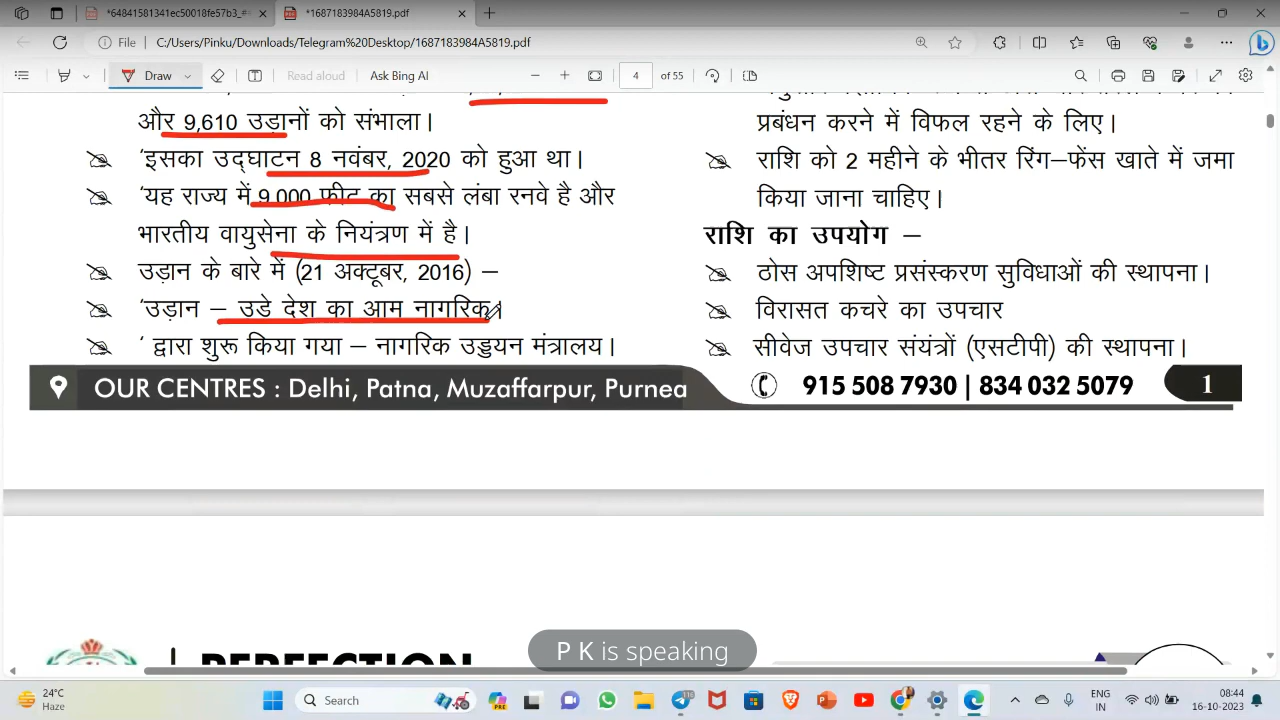 *64841581341ec50018fe57b3_#
*1687183984A5819.pdf
File
C:/Users/Pinku/Downloads/Telegram%20Desktop/1687183984A5819.pdf
Draw
Read aloud
Ask Bing AI
4
of 55
और 9,610 उड़ानों को संभाला।
'इसका उद्घाटन 8 नवंबर, 2020 को हुआ था।
'यह राज्य में 9,000 फीट का सबसे लंबा रनवे है और
भारतीय वायुसेना के नियंत्रण में है।
उड़ान के बारे में (21 अक्टूबर, 2016) –
'उड़ान – उडे देश का आम नागरिक।
' द्वारा शुरू किया गया – नागरिक उड्डयन मंत्रालय।
प्रबंधन करने में विफल रहने के लिए।
राशि को 2 महीने के भीतर रिंग–फेंस खाते में जमा
किया जाना चाहिए।
राशि का उपयोग –
ठोस अपशिष्ट प्रसंस्करण सुविधाओं की स्थापना।
विरासत कचरे का उपचार
सीवेज उपचार संयंत्रों (एसटीपी) की स्थापना।
OUR CENTRES : Delhi, Patna, Muzaffarpur, Purnea
915 508 7930 | 834 032 5079
1
PERFECTION
P K is speaking
24°C
Haze
Search
PRE
116
ENG
IN
08:44
16-10-2023